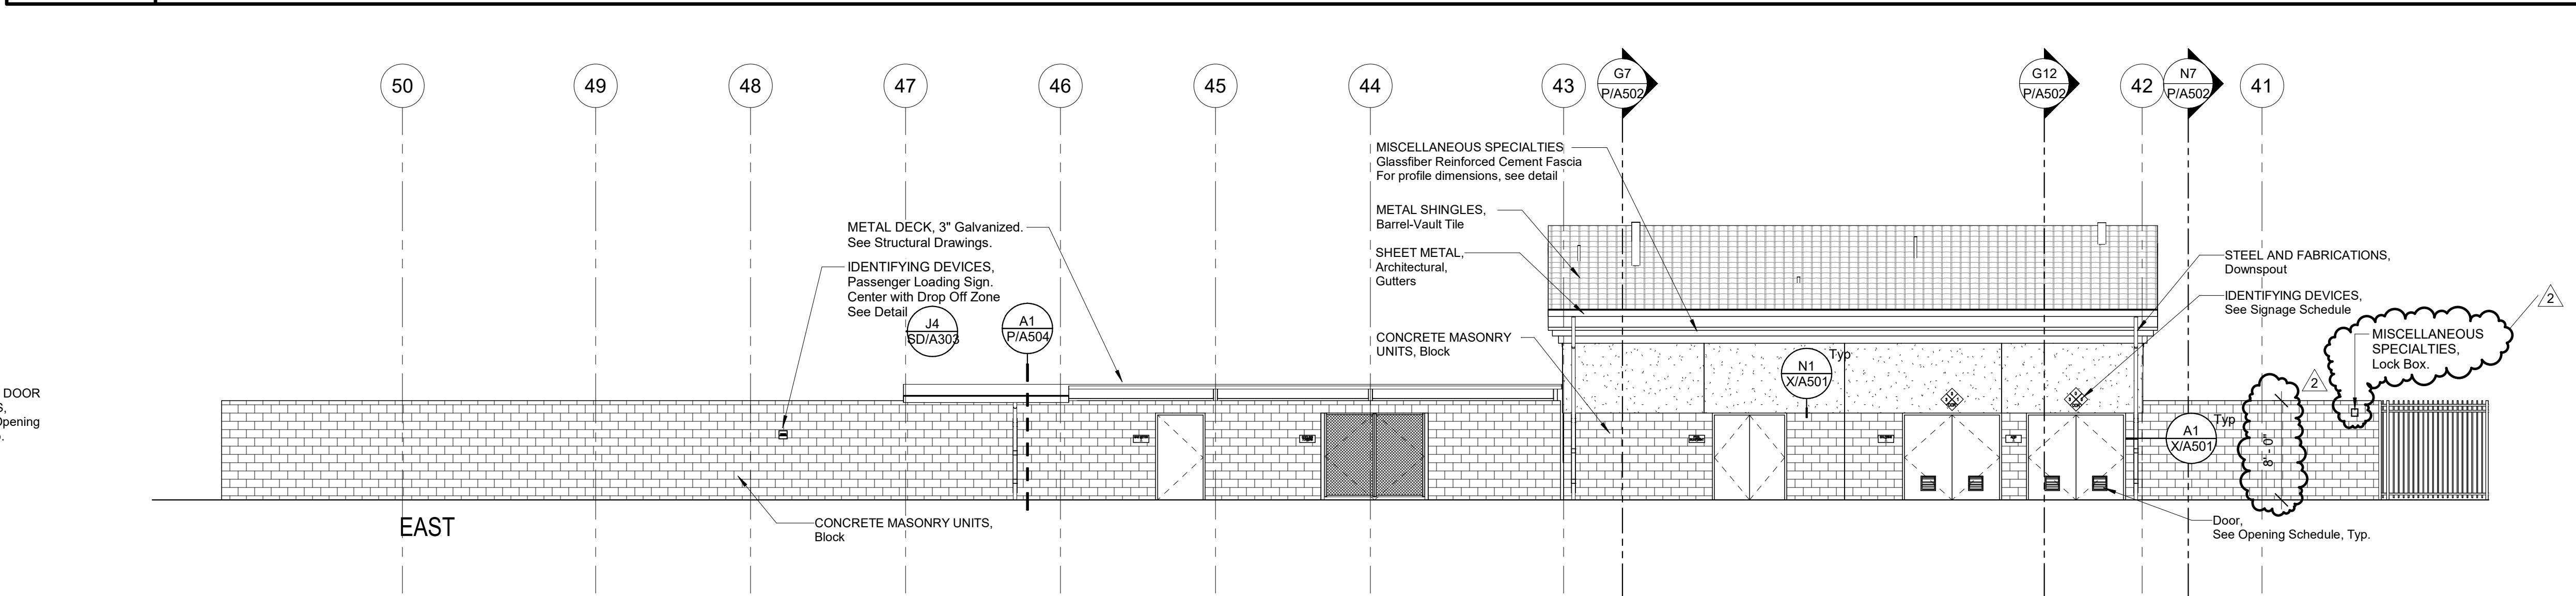 50
49
48
47
46
45
44
43
G7
P/A502
G12
P/A502
42
N7
P/A502
41
MISCELLANEOUS SPECIALTIES
Glassfiber Reinforced Cement Fascia
For profile dimensions, see detail
METAL SHINGLES,
Barrel-Vault Tile
SHEET METAL,
Architectural,
Gutters
CONCRETE MASONRY
UNITS, Block
METAL DECK, 3" Galvanized.
See Structural Drawings.
IDENTIFYING DEVICES,
Passenger Loading Sign.
Center with Drop Off Zone
See Detail
J4
SD/A303
A1
P/A504
N1
X/A501
Typ
STEEL AND FABRICATIONS,
Downspout
IDENTIFYING DEVICES,
See Signage Schedule
2
MISCELLANEOUS
SPECIALTIES,
Lock Box.
2
A1
X/A501
Typ
8' - 0"
DOOR
S,
Opening
EAST
CONCRETE MASONRY UNITS,
Block
Door,
See Opening Schedule, Typ.